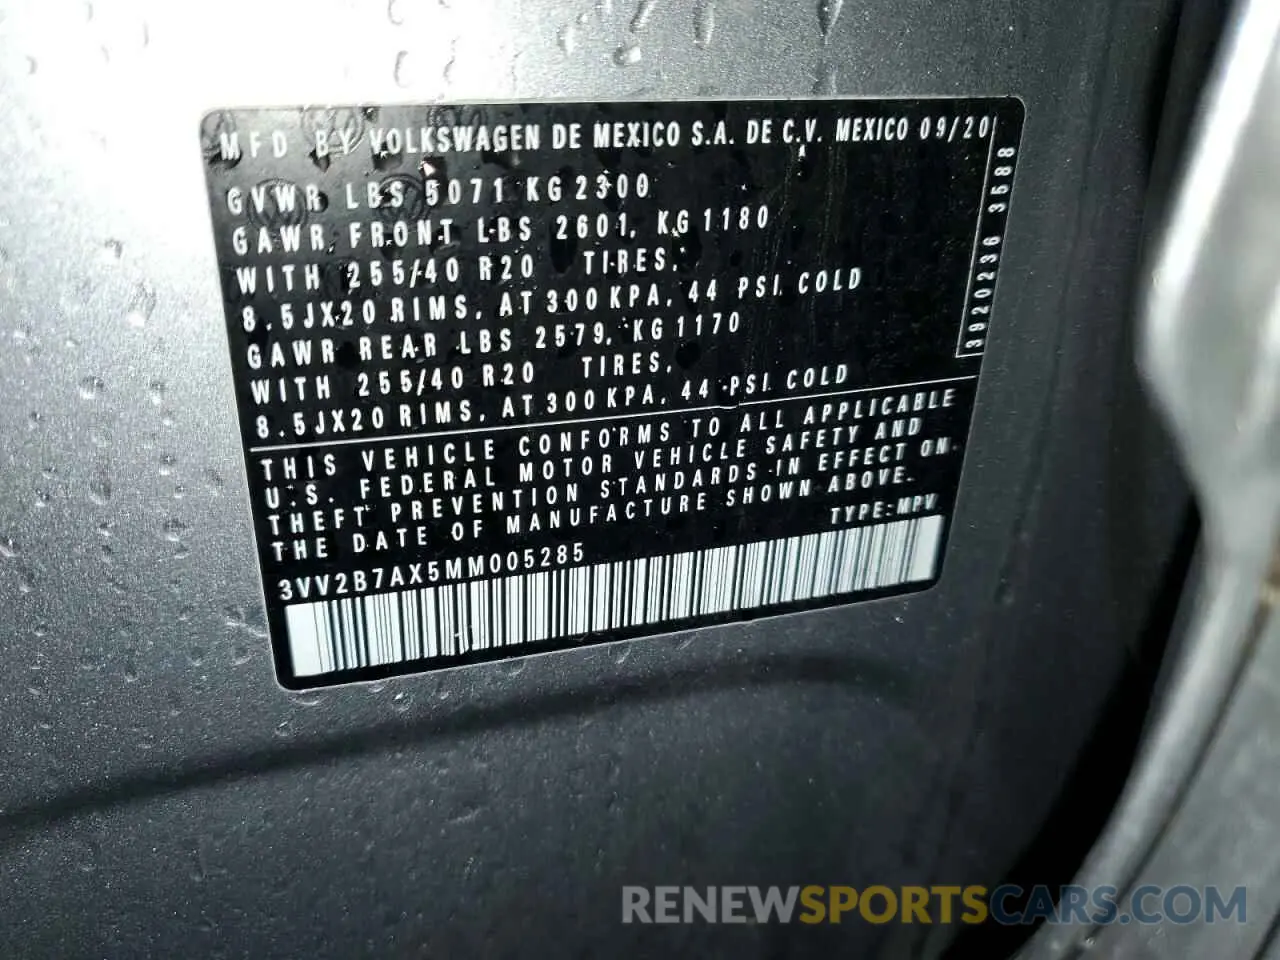 MFD BY VOLKSWAGEN DE MEXICO S.A. DE C.V. MEXICO 09/20
GVWR LBS 5071 KG 2300
GAWR FRONT LBS 2601, KG 1180
WITH 255/40 R20 TIRES,
8.5JX20 RIMS, AT 300 KPA, 44 PSI COLD
GAWR REAR LBS 2579, KG 1170
WITH 255/40 R20 TIRES,
8.5JX20 RIMS, AT 300 KPA, 44 PSI COLD
3920236 3588
THIS VEHICLE CONFORMS TO ALL APPLICABLE
U.S. FEDERAL MOTOR VEHICLE SAFETY AND
THEFT PREVENTION STANDARDS IN EFFECT ON
THE DATE OF MANUFACTURE SHOWN ABOVE.
TYPE:MPV
3VV2B7AX5MM005285
RENEWSPORTSCARS.COM